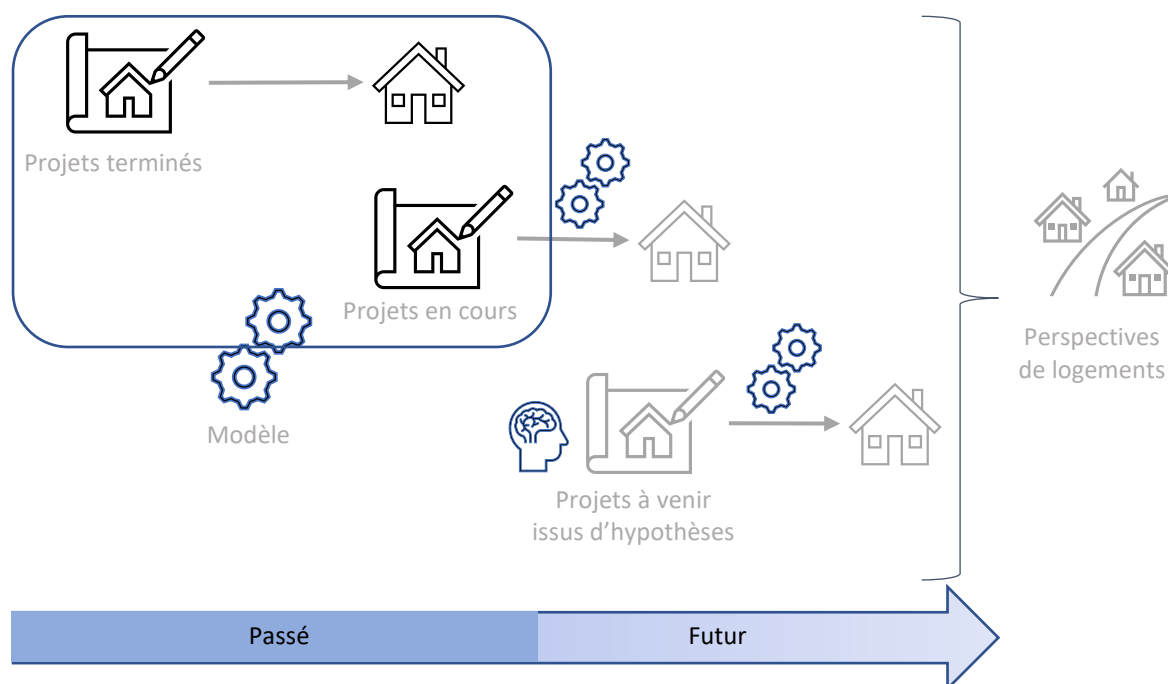 Projets terminés
Projets en cours
Modèle
Projets à venir
issus d’hypothèses
Perspectives
de logements
Passé
Futur